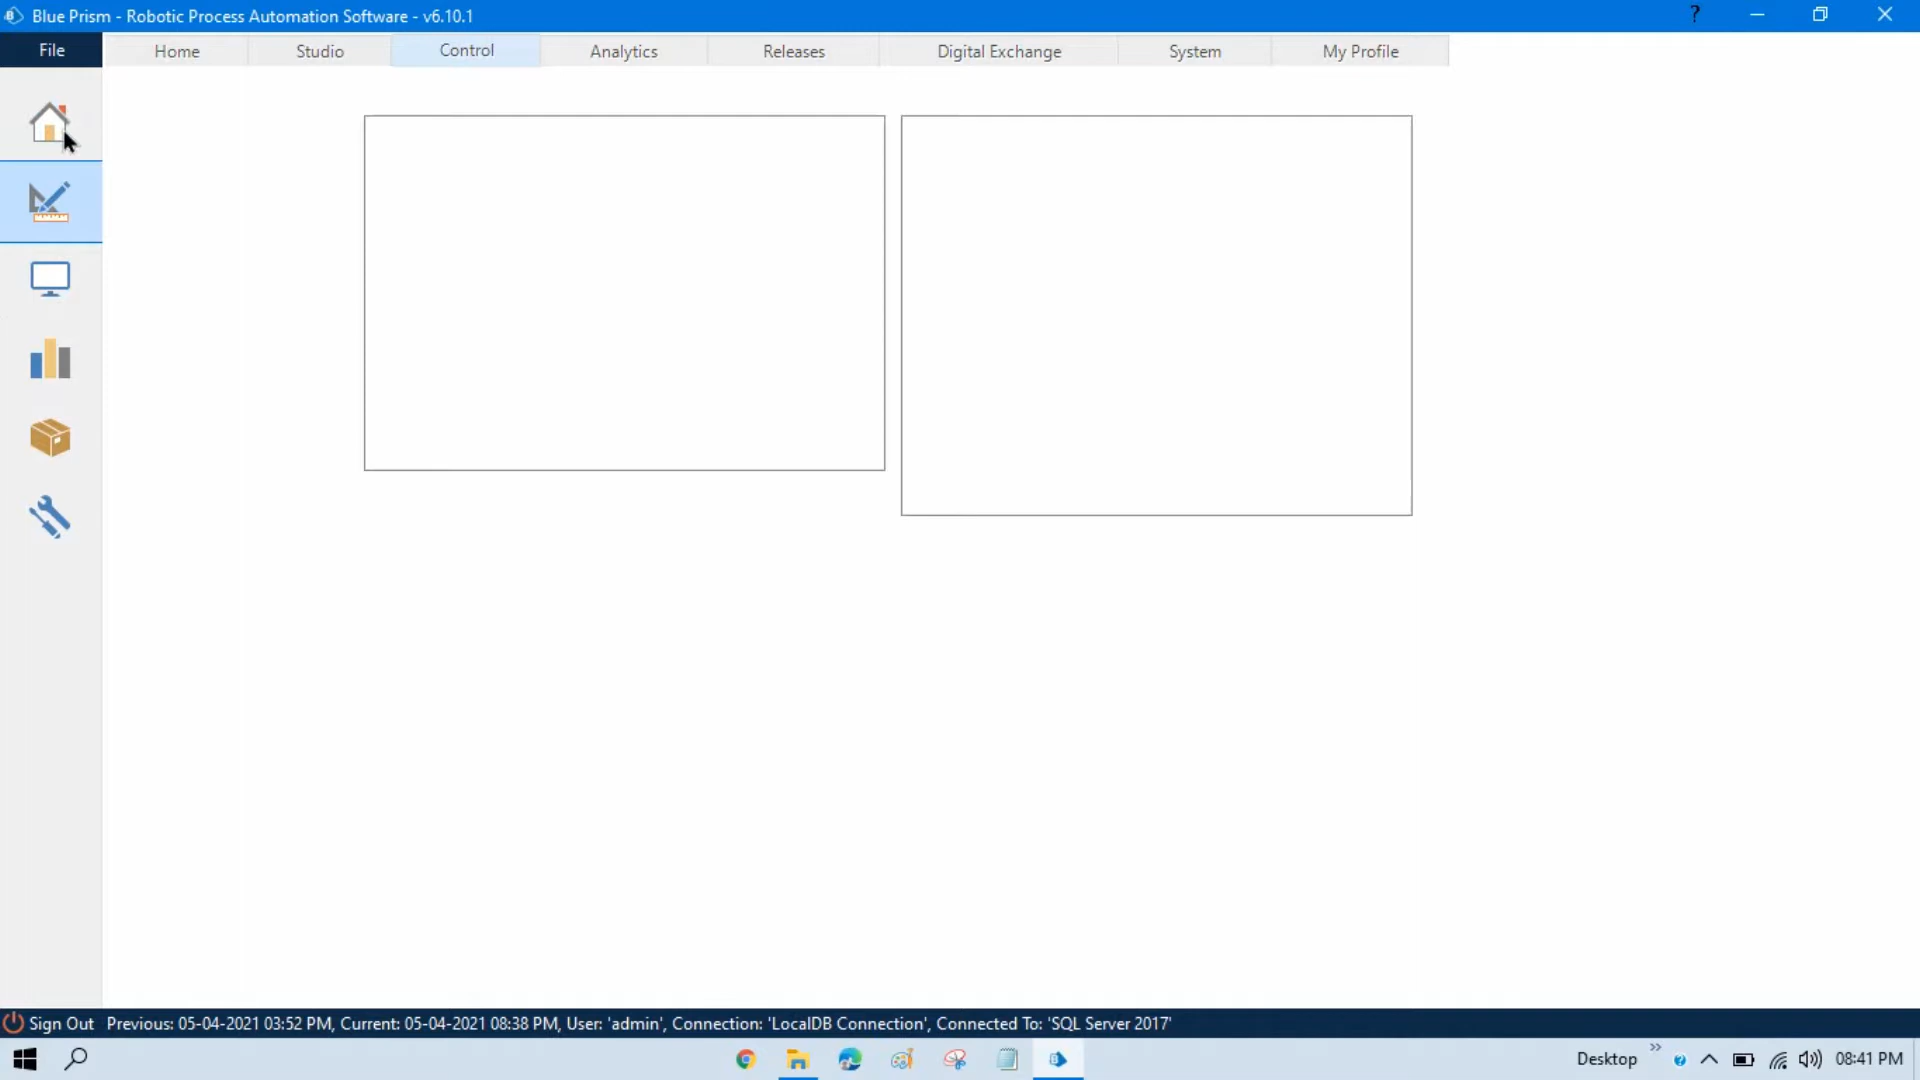 Blue Prism - Robotic Process Automation Software - v6.10.1
?
File Home Studio Control Analytics Releases Digital Exchange System My Profile
Sign Out Previous: 05-04-2021 03:52 PM, Current: 05-04-2021 08:38 PM, User: 'admin', Connection: 'LocalDB Connection', Connected To: 'SQL Server 2017'
Desktop » 08:41 PM